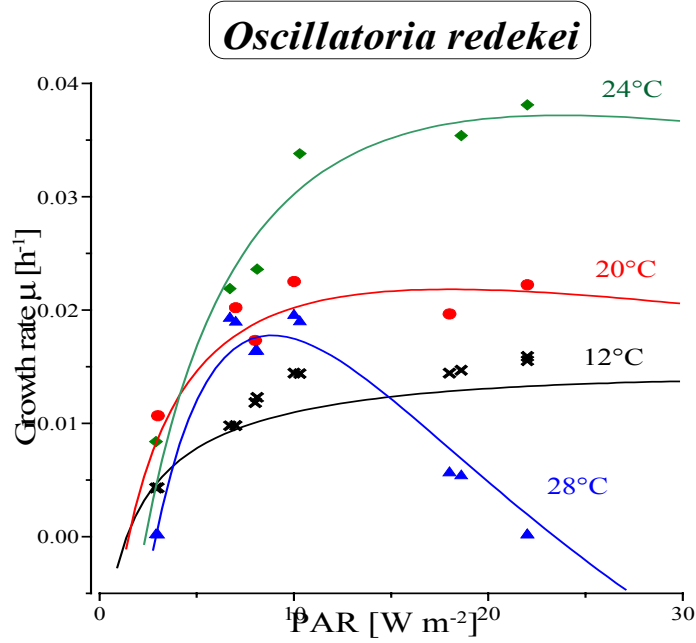 Oscillatoria redekei
0.04
24°C
0.03
Growth rate µ [h-1]
20°C
0.02
12°C
0.01
28°C
0.00
0
10
20
30
PAR [W m-2]